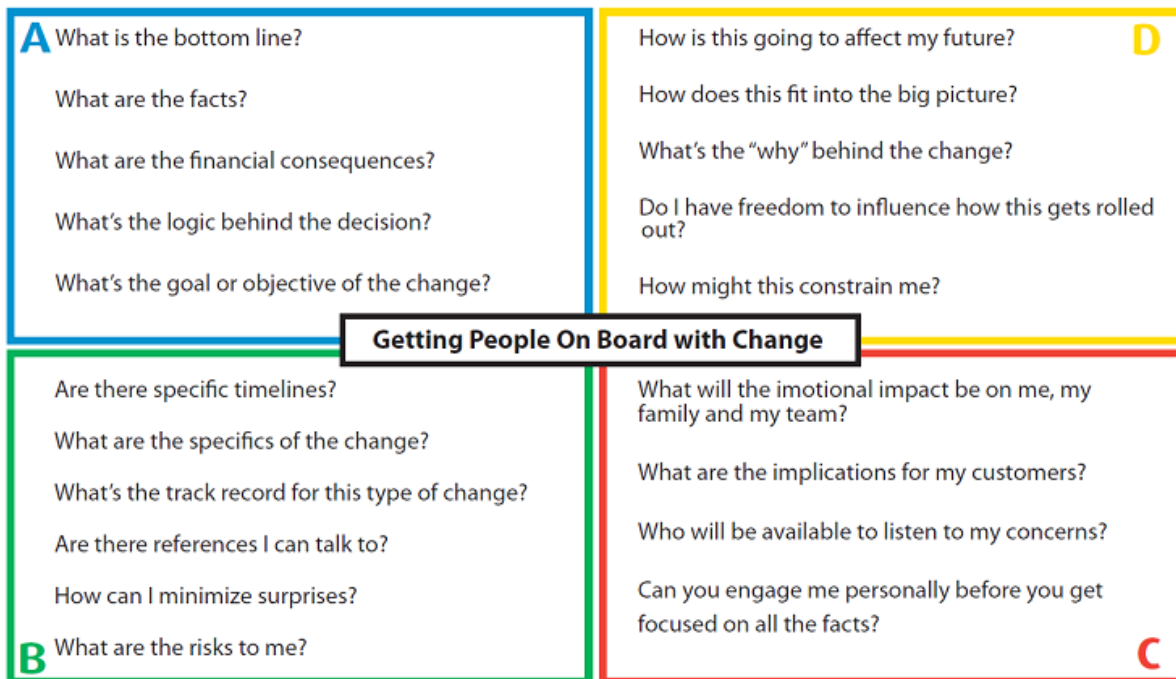 A What is the bottom line?
What are the facts?
What are the financial consequences?
What's the logic behind the decision?
What's the goal or objective of the change?
How is this going to affect my future? D
How does this fit into the big picture?
What's the “why” behind the change?
Do I have freedom to influence how this gets rolled
out?
How might this constrain me?
Getting People On Board with Change
Are there specific timelines?
What are the specifics of the change?
What's the track record for this type of change?
Are there references I can talk to?
How can I minimize surprises?
B What are the risks to me?
What will the imotional impact be on me, my
family and my team?
What are the implications for my customers?
Who will be available to listen to my concerns?
Can you engage me personally before you get
focused on all the facts?
C